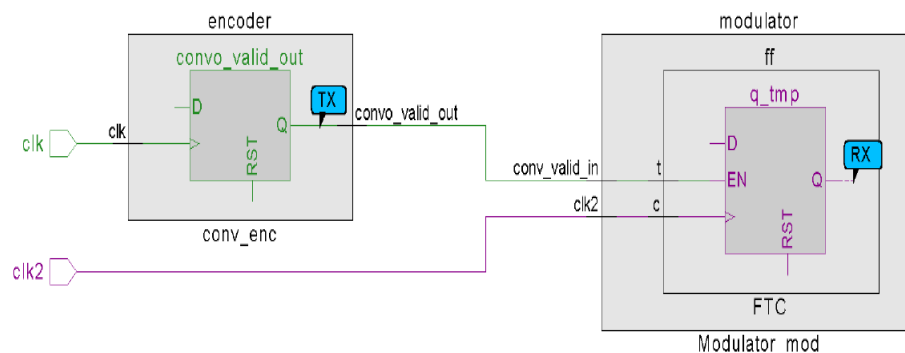 encoder
modulator
convo_valid_out
ff
q_tmp
D
TX
Q
RST
clk
clk
convo_valid_out
conv_enc
D
RX
conv_valid_in
t
EN
Q
clk2
c
RST
clk2
FTC
Modulator mod